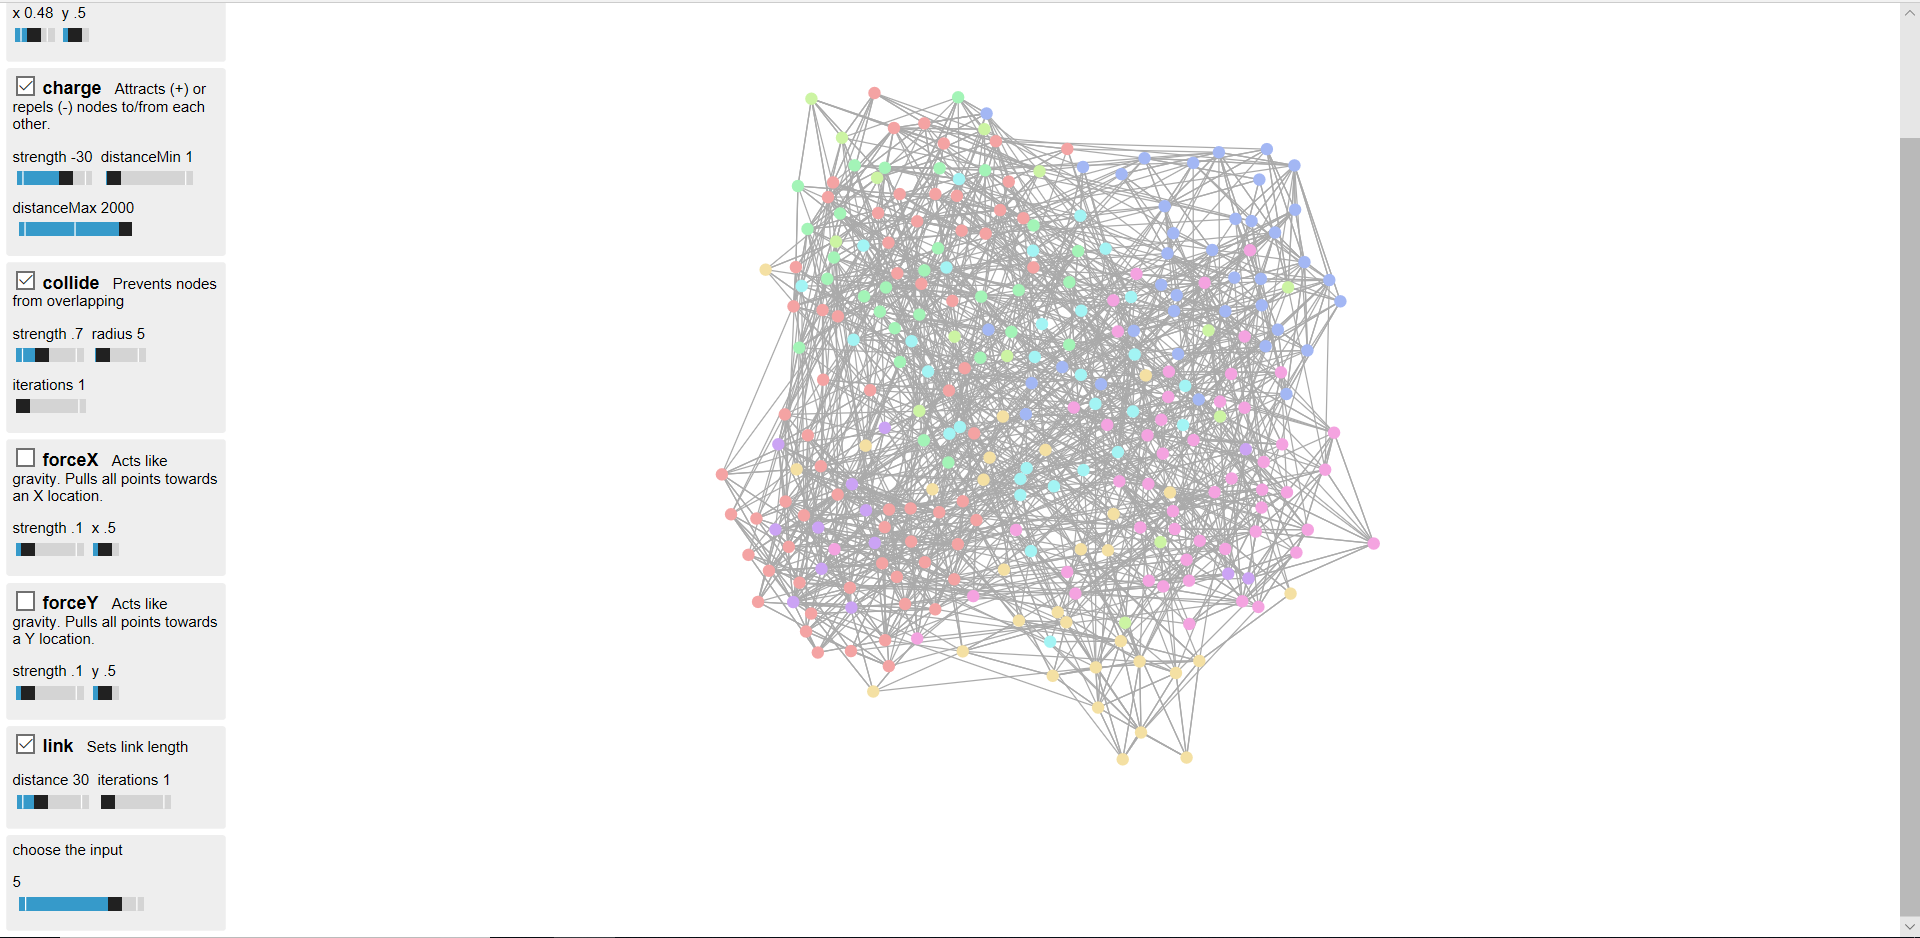 x 0.48 y .5
charge Attracts (+) or
repels (-) nodes to/from each
other.
strength -30 distanceMin 1
distanceMax 2000
collide Prevents nodes
from overlapping
strength .7 radius 5
iterations 1
forceX Acts like
gravity. Pulls all points towards
an X location.
strength .1 x .5
forceY Acts like
gravity. Pulls all points towards
a Y location.
strength .1 y .5
link Sets link length
distance 30 iterations 1
choose the input
5